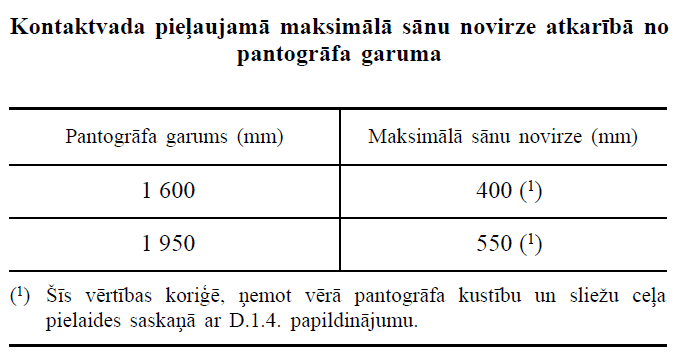 Kontaktvada pieļaujamā maksimālā sānu novirze atkarībā no
pantogrāfa garuma
Pantogrāfa garums (mm) Maksimālā sānu novirze (mm)
1 600 400 (¹)
1 950 550 (¹)
(¹) Šīs vērtības koriģē, ņemot vērā pantogrāfa kustību un sliežu ceļa
pielaides saskaņā ar D.1.4. papildinājumu.